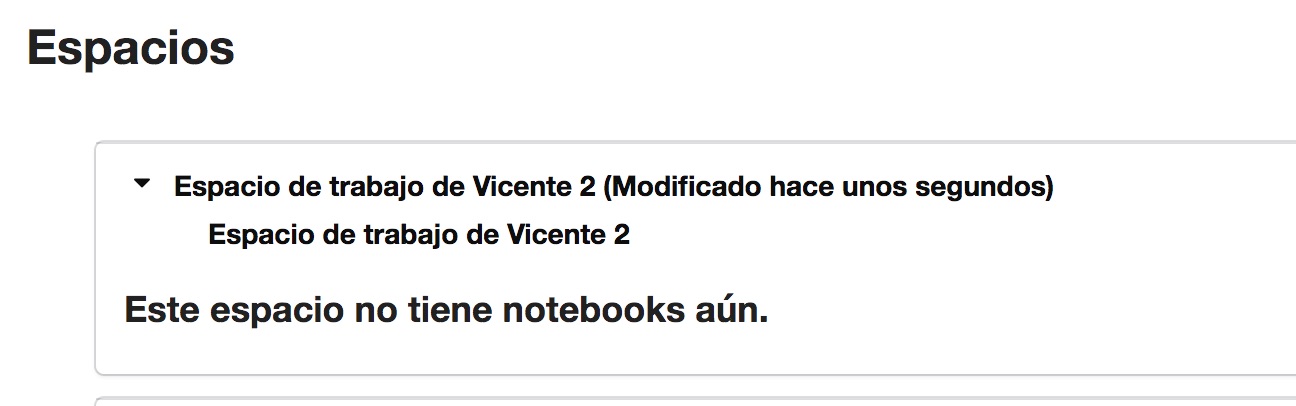 Espacios
Espacio de trabajo de Vicente 2 (Modificado hace unos segundos)
Espacio de trabajo de Vicente 2
Este espacio no tiene notebooks aún.